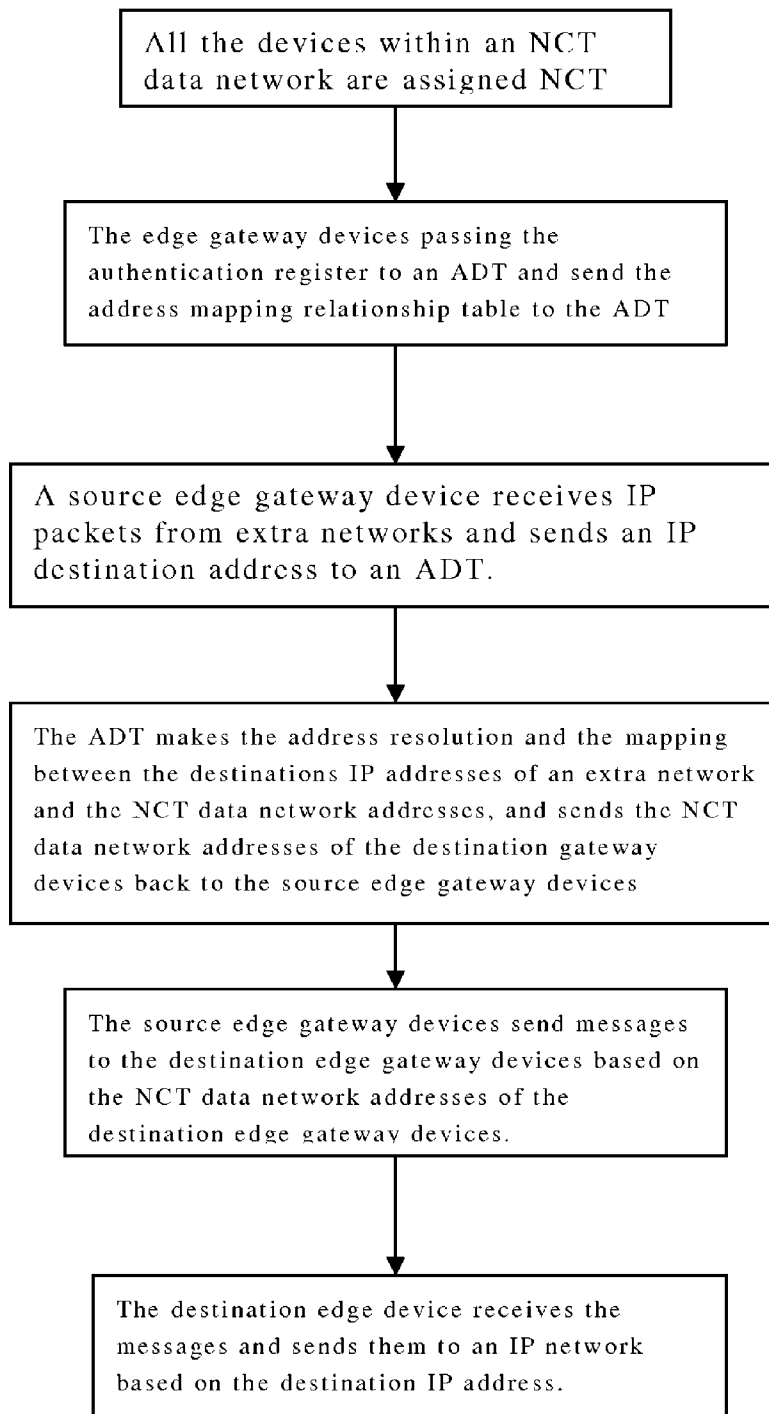 All the devices within an NCT
data network are assigned NCT
The edge gateway devices passing the
authentication register to an ADT and send the
address mapping relationship table to the ADT
A source edge gateway device receives IP
packets from extra networks and sends an IP
destination address to an ADT.
The ADT makes the address resolution and the mapping
between the destinations IP addresses of an extra network
and the NCT data network addresses, and sends the NCT
data network addresses of the destination gateway
devices back to the source edge gateway devices
The source edge gateway devices send messages
to the destination edge gateway devices based on
the NCT data network addresses of the
destination edge gateway devices.
The destination edge device receives the
messages and sends them to an IP network
based on the destination IP address.